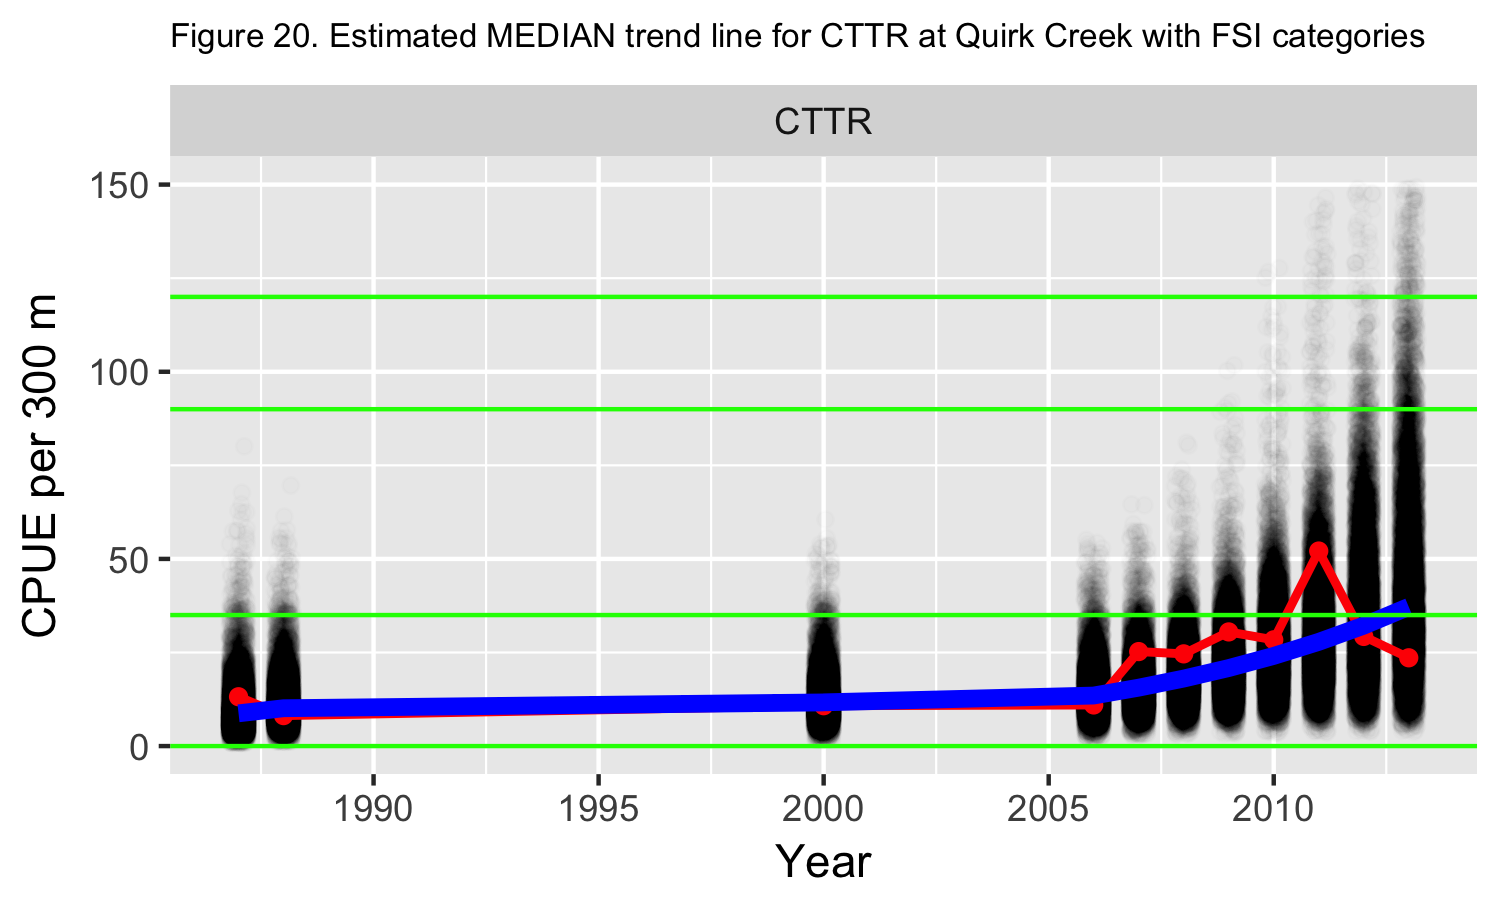 Figure 20. Estimated MEDIAN trend line for CTTR at Quirk Creek with FSI categories
CTTR
CPUE per 300 m
150
100
50
0
1990 1995 2000 2005 2010
Year